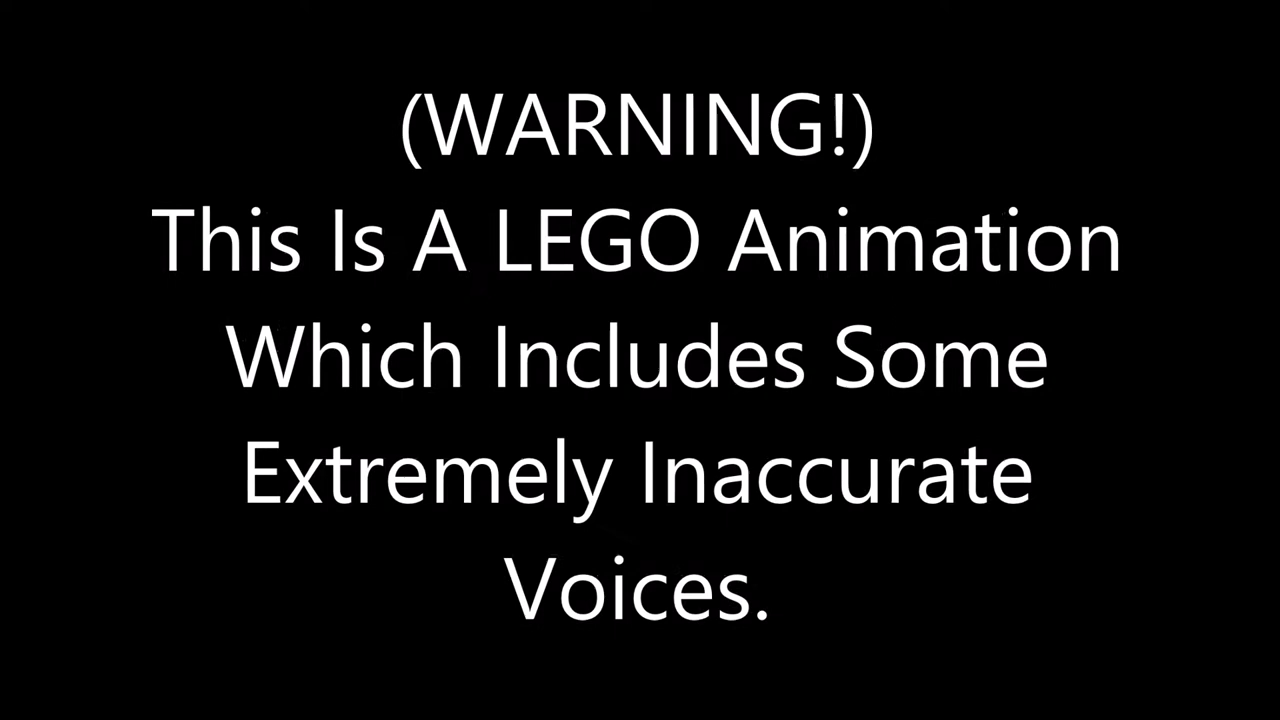 (WARNING!)
This Is A LEGO Animation
Which Includes Some
Extremely Inaccurate
Voices.